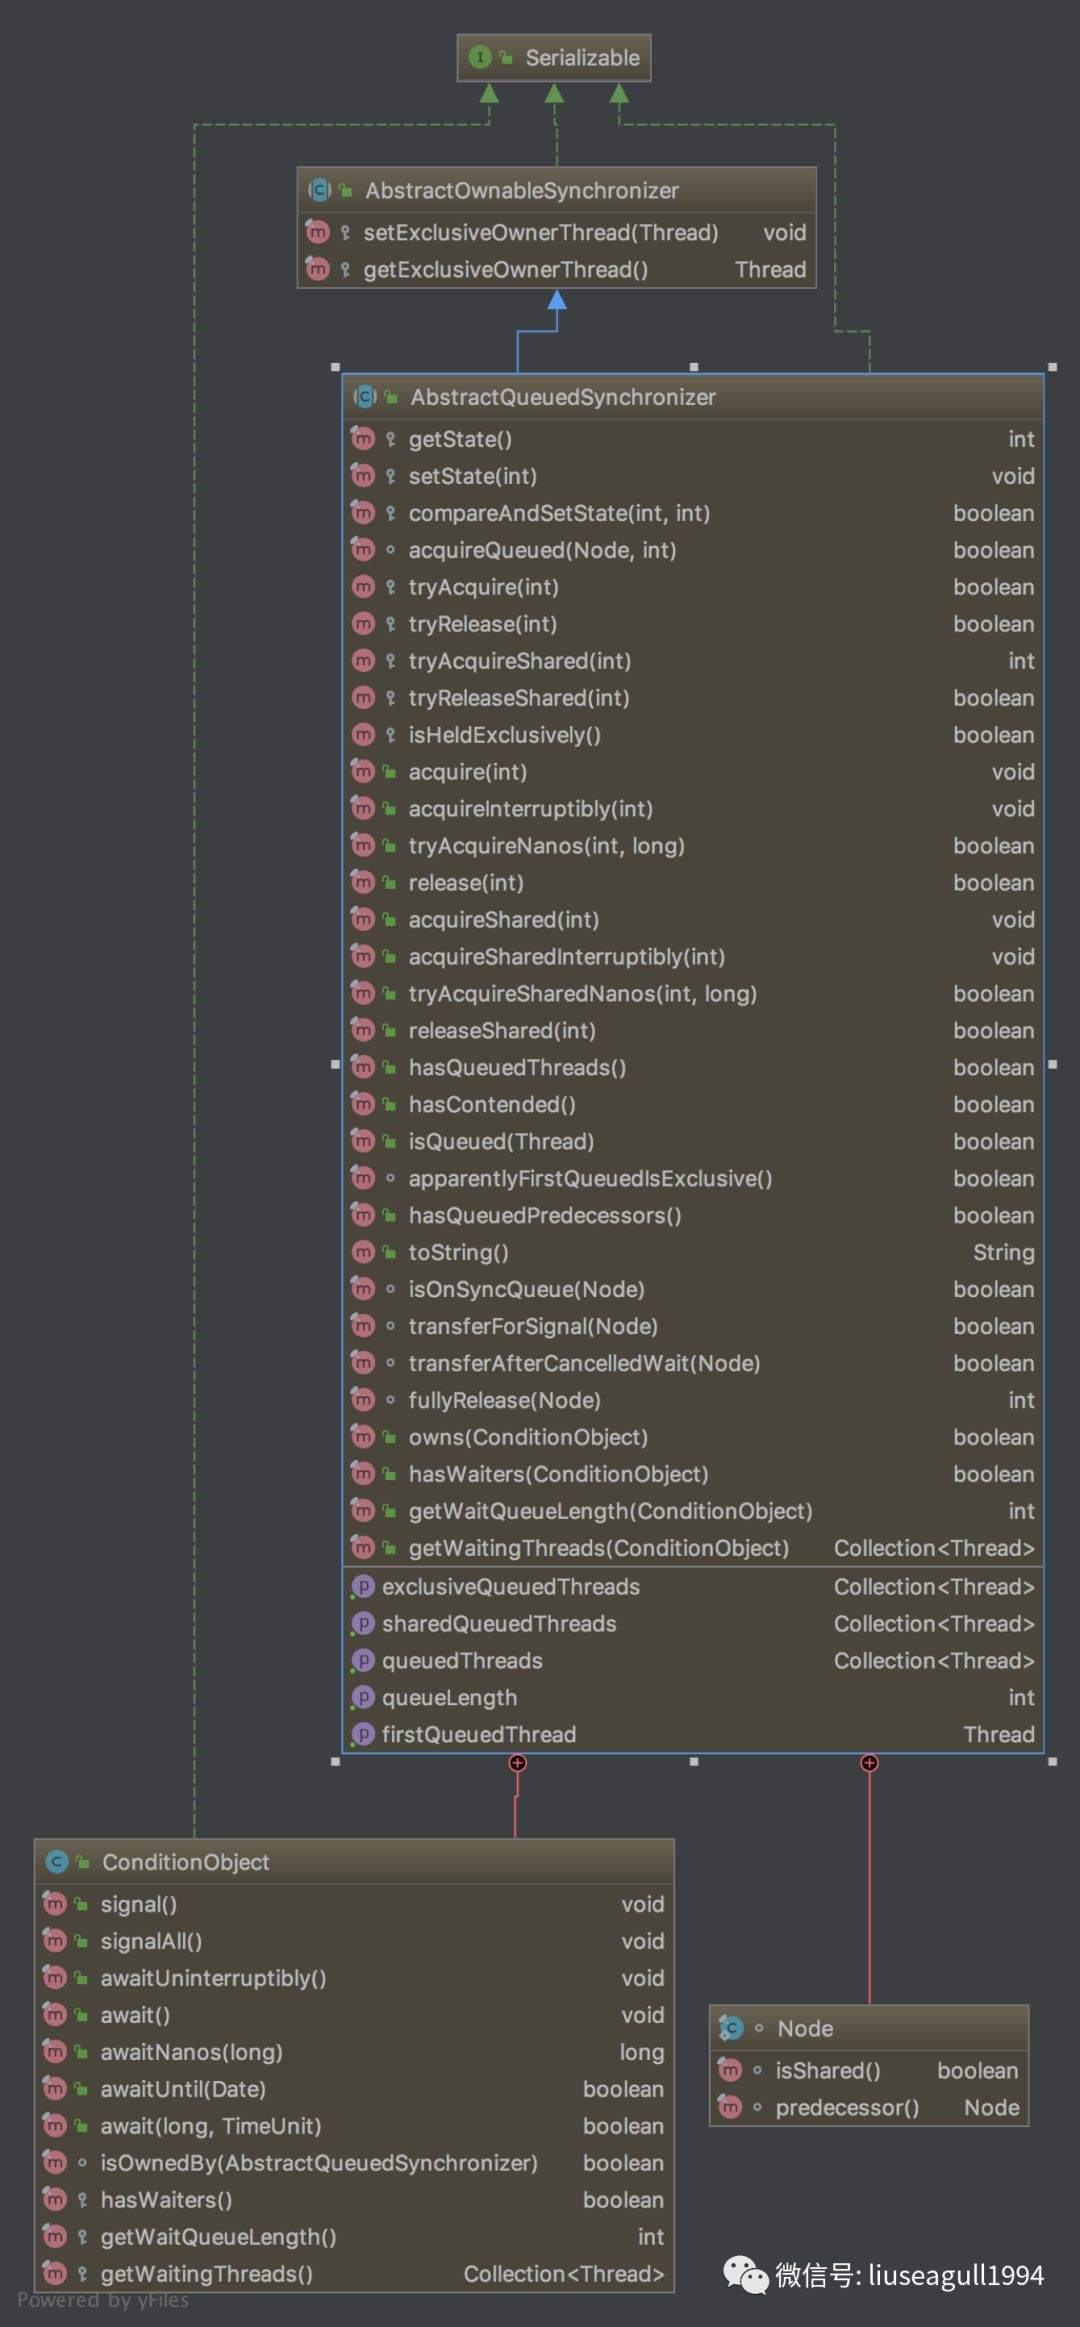 Serializable
AbstractOwnableSynchronizer
setExclusiveOwnerThread(Thread) void
getExclusiveOwnerThread() Thread
AbstractQueuedSynchronizer
getState() int
setState(int) void
compareAndSetState(int, int) boolean
acquireQueued(Node, int) boolean
tryAcquire(int) boolean
tryRelease(int) boolean
tryAcquireShared(int) int
tryReleaseShared(int) boolean
isHeldExclusively() boolean
acquire(int) void
acquireInterruptibly(int) void
tryAcquireNanos(int, long) boolean
release(int) boolean
acquireShared(int) void
acquireSharedInterruptibly(int) void
tryAcquireSharedNanos(int, long) boolean
releaseShared(int) boolean
hasQueuedThreads() boolean
hasContended() boolean
isQueued(Thread) boolean
apparentlyFirstQueuedIsExclusive() boolean
hasQueuedPredecessors() boolean
toString() String
isOnSyncQueue(Node) boolean
transferForSignal(Node) boolean
transferAfterCancelledWait(Node) boolean
fullyRelease(Node) int
owns(ConditionObject) boolean
hasWaiters(ConditionObject) boolean
getWaitQueueLength(ConditionObject) int
getWaitingThreads(ConditionObject) Collection<Thread>
exclusiveQueuedThreads Collection<Thread>
sharedQueuedThreads Collection<Thread>
queuedThreads Collection<Thread>
queueLength int
firstQueuedThread Thread
ConditionObject
signal() void
signalAll() void
awaitUninterruptibly() void
await() void
awaitNanos(long) long
awaitUntil(Date) boolean
await(long, TimeUnit) boolean
isOwnedBy(AbstractQueuedSynchronizer) boolean
hasWaiters() boolean
getWaitQueueLength() int
getWaitingThreads() Collection<Thread>
Node
isShared() boolean
predecessor() Node
微信号: liuseagull1994
Powered by yFiles